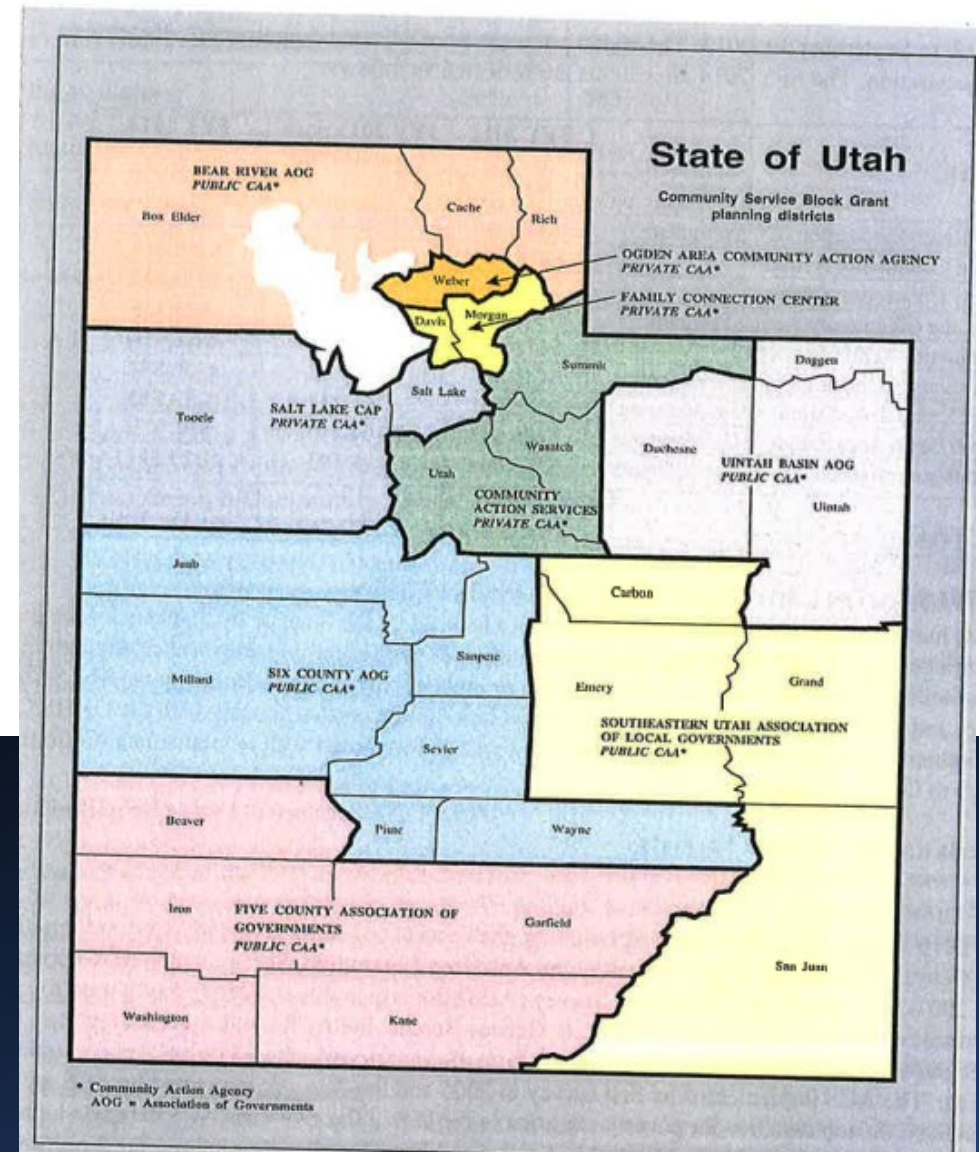 State of Utah
Community Service Block Grant
planning districts
BEAR RIVER AOG
PUBLIC CAA*
Box Elder
Cache
Rich
OGDEN AREA COMMUNITY ACTION AGENCY
PRIVATE CAA*
Weber
FAMILY CONNECTION CENTER
PRIVATE CAA*
Davis
Morgan
Summit
Daggett
Salt Lake
Tooele
SALT LAKE CAP
PRIVATE CAA*
Wasatch
Duchesne
UINTAH BASIN AOG
PUBLIC CAA*
Utah
COMMUNITY
ACTION SERVICES
PRIVATE CAA*
Uintah
Juab
Carbon
Sanpete
Millard
SIX COUNTY AOG
PUBLIC CAA*
Emery
Grand
SOUTHEASTERN UTAH ASSOCIATION
OF LOCAL GOVERNMENTS
PUBLIC CAA*
Sevier
Beaver
Piute
Wayne
Iron
FIVE COUNTY ASSOCIATION OF
GOVERNMENTS
PUBLIC CAA*
Garfield
San Juan
Washington
Kane
* Community Action Agency
AOG = Association of Governments